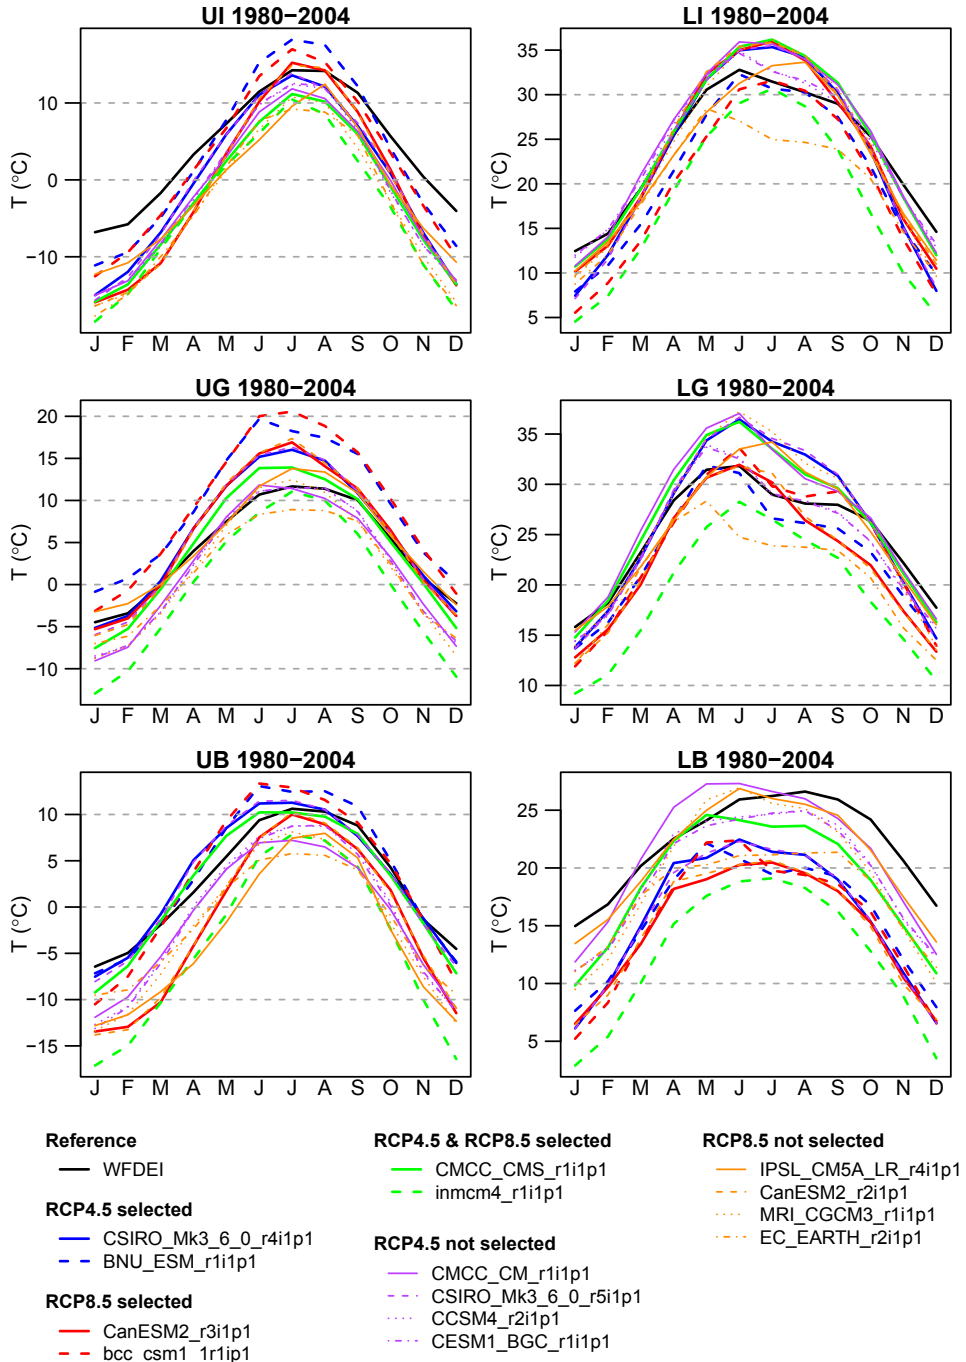 UI 1980−2004
T (°C)
10
0
−10
J F M A M J J A S O N D
LI 1980−2004
T (°C)
35
30
25
20
15
10
5
J F M A M J J A S O N D
UG 1980−2004
T (°C)
20
15
10
5
0
−5
−10
J F M A M J J A S O N D
LG 1980−2004
T (°C)
35
30
25
20
15
10
J F M A M J J A S O N D
UB 1980−2004
T (°C)
10
5
0
−5
−10
−15
J F M A M J J A S O N D
LB 1980−2004
T (°C)
25
20
15
10
5
J F M A M J J A S O N D
Reference
WFDEI
RCP4.5 selected
CSIRO_Mk3_6_0_r4i1p1
BNU_ESM_r1i1p1
RCP8.5 selected
CanESM2_r3i1p1
bcc_csm1_1r1ip1
RCP4.5 & RCP8.5 selected
CMCC_CMS_r1i1p1
inmcm4_r1i1p1
RCP4.5 not selected
CMCC_CM_r1i1p1
CSIRO_Mk3_6_0_r5i1p1
CCSM4_r2i1p1
CESM1_BGC_r1i1p1
RCP8.5 not selected
IPSL_CM5A_LR_r4i1p1
CanESM2_r2i1p1
MRI_CGCM3_r1i1p1
EC_EARTH_r2i1p1